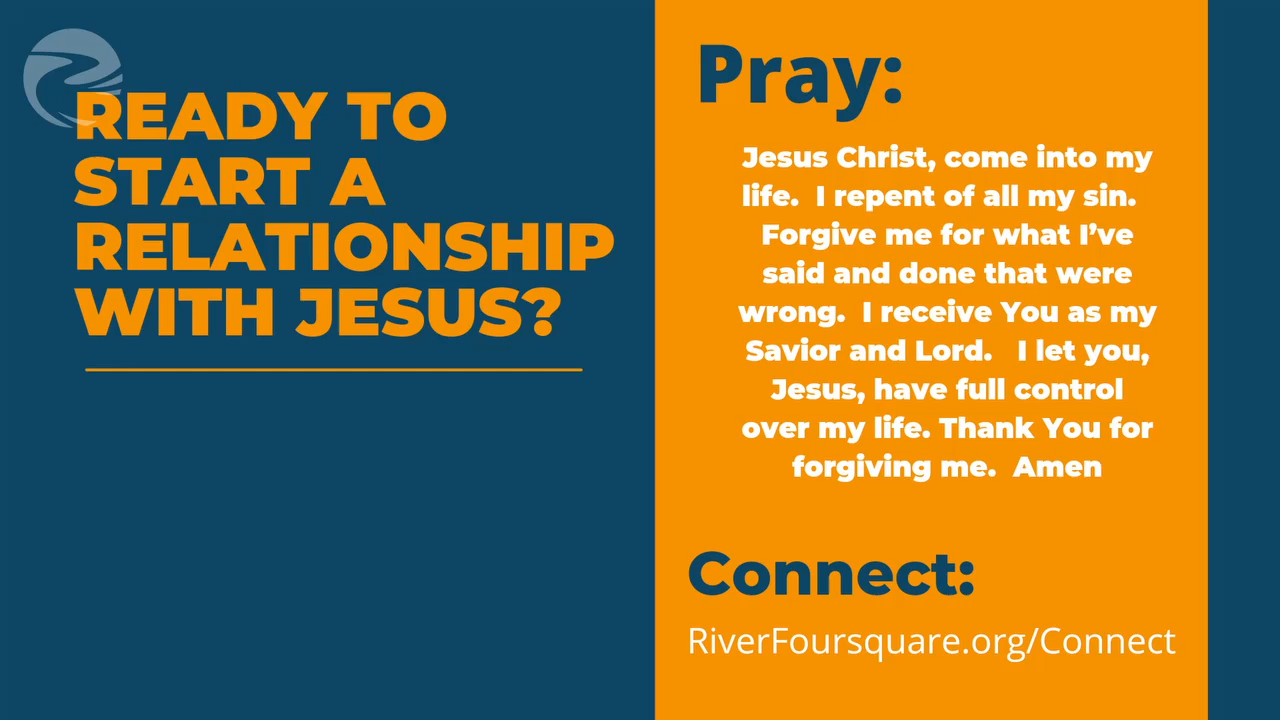 READY TO
START A
RELATIONSHIP
WITH JESUS?
Pray:
Jesus Christ, come into my
life.  I repent of all my sin.
Forgive me for what I’ve
said and done that were
wrong.  I receive You as my
Savior and Lord.   I let you,
Jesus, have full control
over my life. Thank You for
forgiving me.  Amen
Connect:
RiverFoursquare.org/Connect